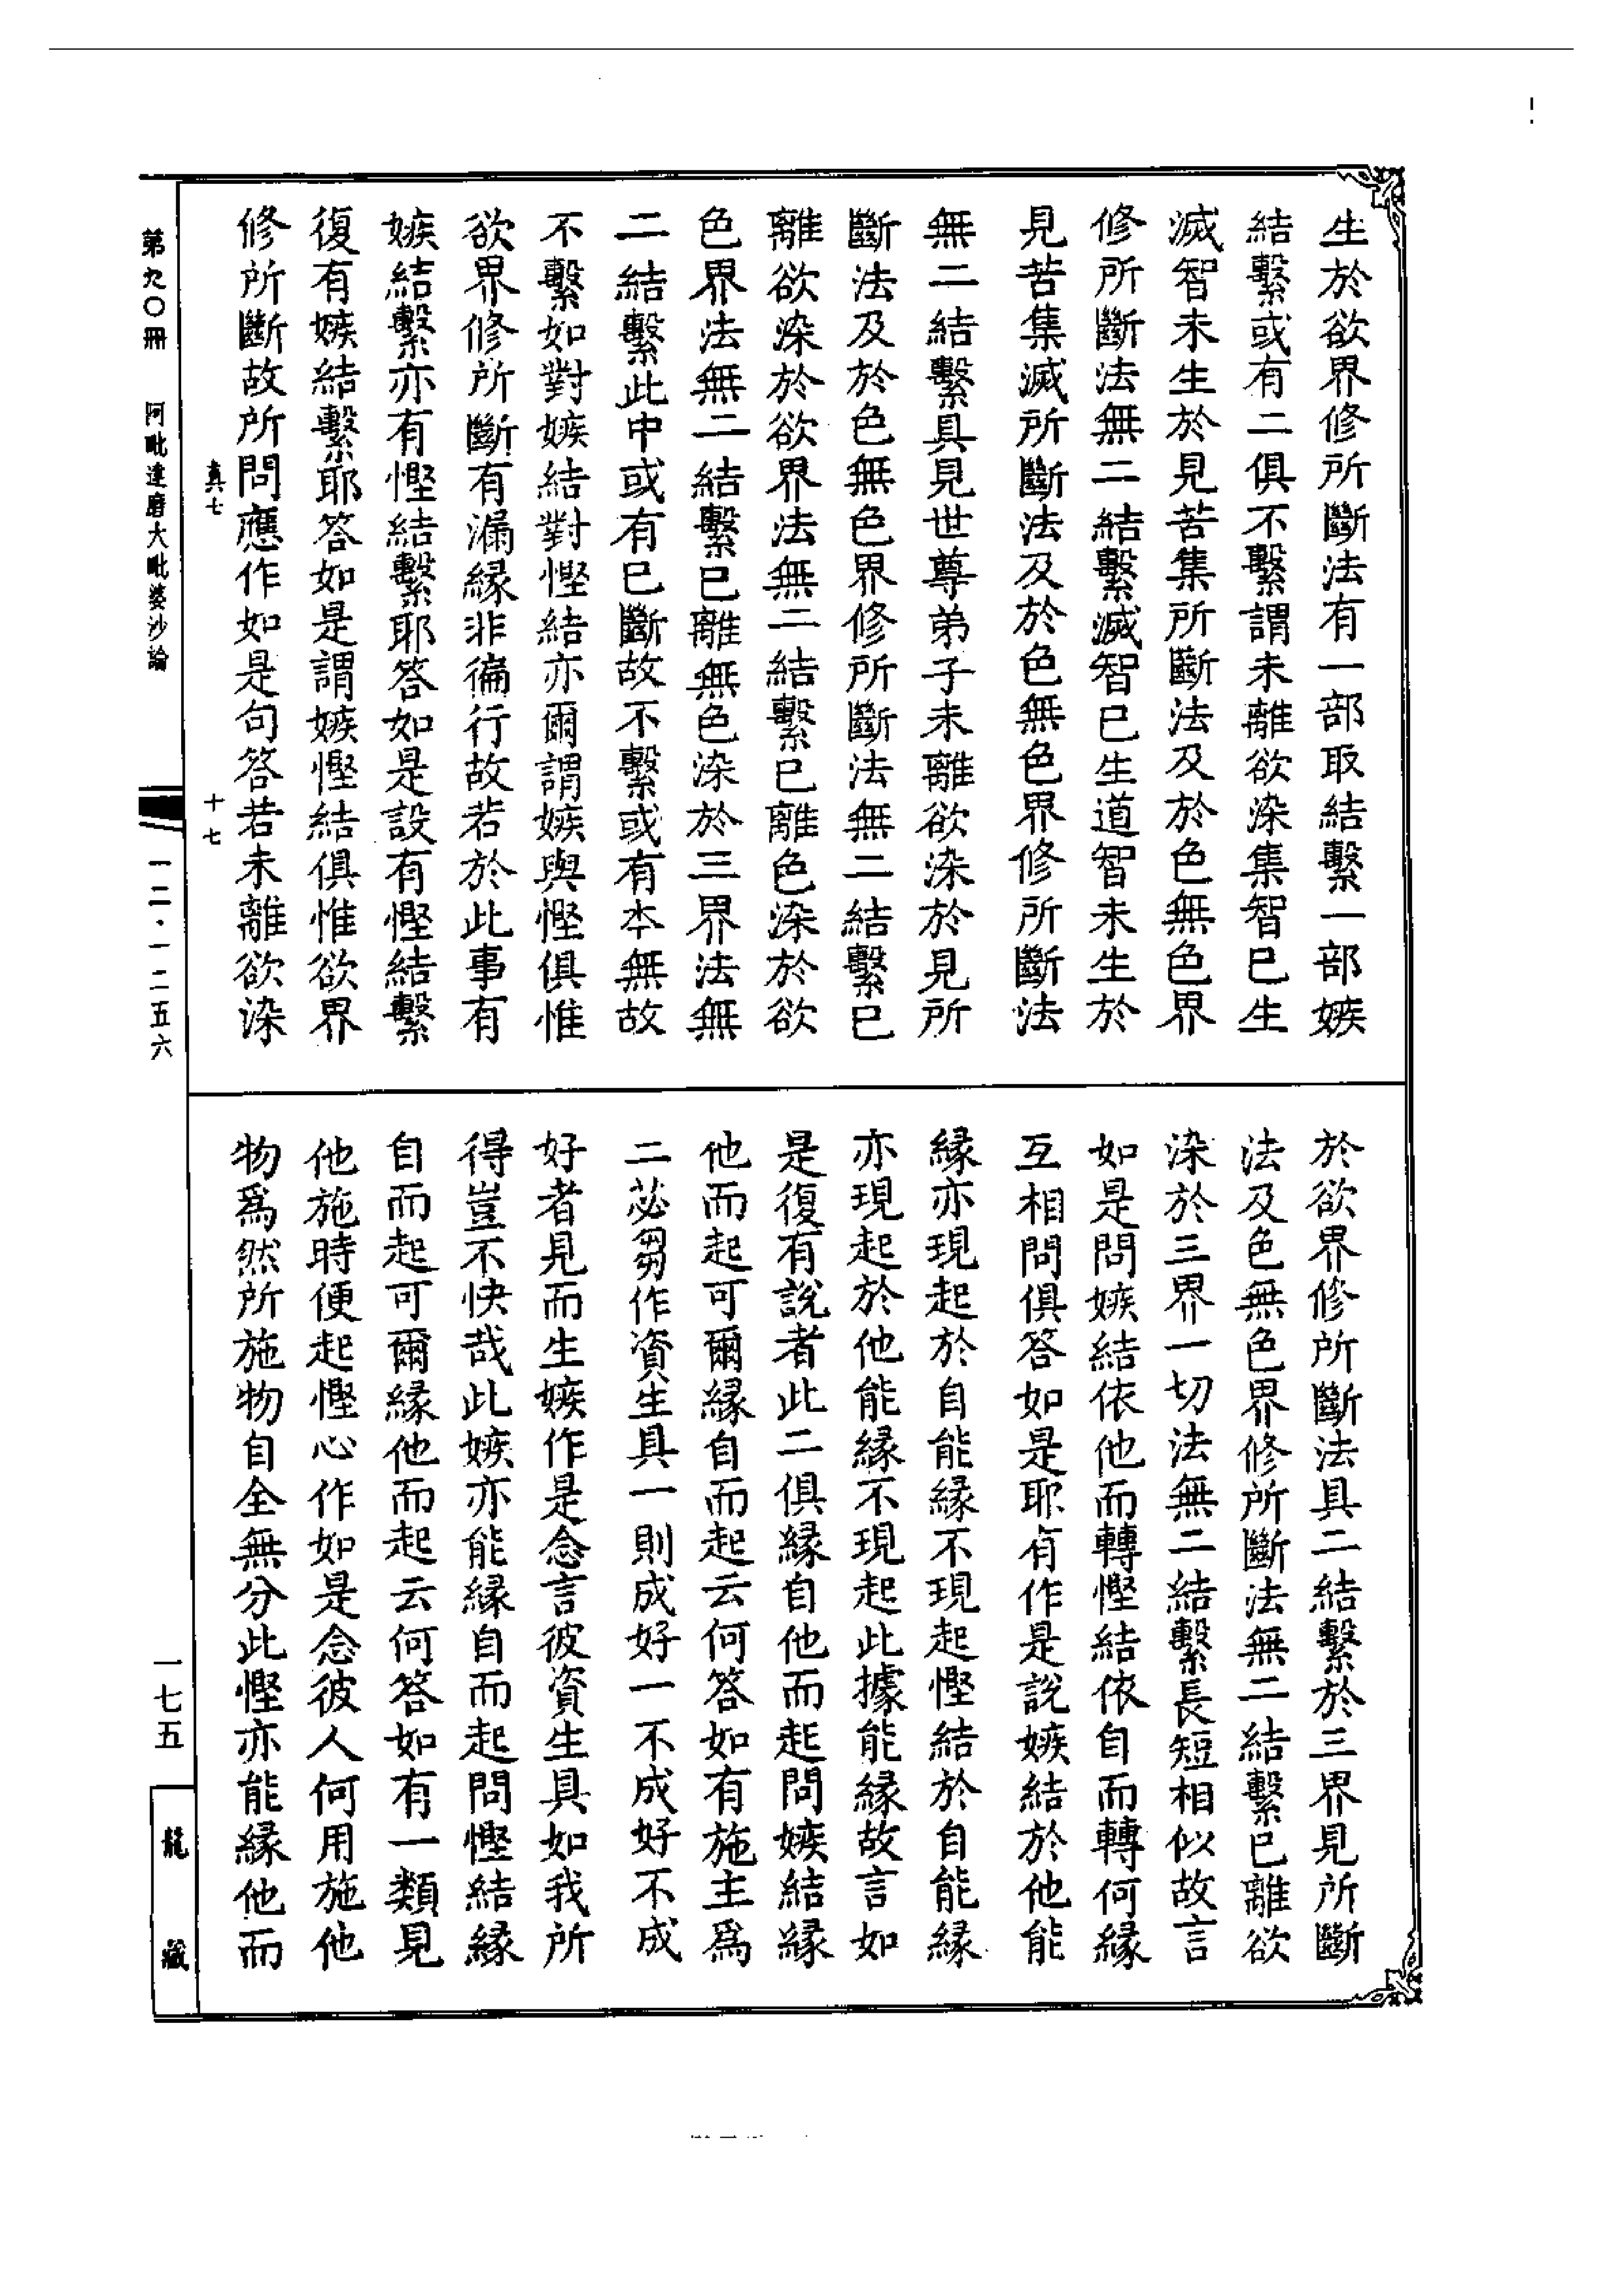 生於欲界修所斷法有一部取結繫一部嫉
結繫或有二俱不繫謂未離欲染集智已生
滅智未生於見苦集所斷法及於色無色界
修所斷法無二結繫滅智已生道智未生於
見苦集滅所斷法及於色無色界修所斷法
無二結繫具見世尊弟子未離欲染於見所
斷法及於色無色界修所斷法無二結繫已
離欲染於欲界法無二結繫已離色染於欲
色界法無二結繫已離無色染於三界法無
二結繫此中或有已斷故不繫或有本無故
不繫如對嫉結對慳結亦爾謂嫉與慳俱惟
欲界修所斷有漏緣非徧行故若於此事有
嫉結繫亦有慳結繫耶答如是設有慳結繫
復有嫉結繫耶答如是謂嫉慳結俱惟欲界
修所斷故所問應作如是句答若未離欲染
真七
十七
於欲界修所斷法具二結繫於三界見所斷
法及色無色界修所斷法無二結繫已離欲
染於三界一切法無二結繫長短相似故言
如是問嫉結依他而轉慳結依自而轉何緣
互相問俱答如是耶有作是說嫉結於他能
緣亦現起於自能緣不現起慳結於自能緣
亦現起於他能緣不現起此據能緣故言如
是復有說者此二俱緣自他而起問嫉結緣
他而起可爾緣自而起云何答如有施主為
二苾芻作資生具一則成好一不成好不成
好者見而生嫉作是念言彼資生具如我所
得豈不快哉此嫉亦能緣自而起問慳結緣
自而起可爾緣他而起云何答如有一類見
他施時便起慳心作如是念彼人何用施他
物為然所施物自全無分此慳亦能緣他而
第九〇冊
阿毗達磨大毗婆沙論
一二·一二五六
一七五
龍藏